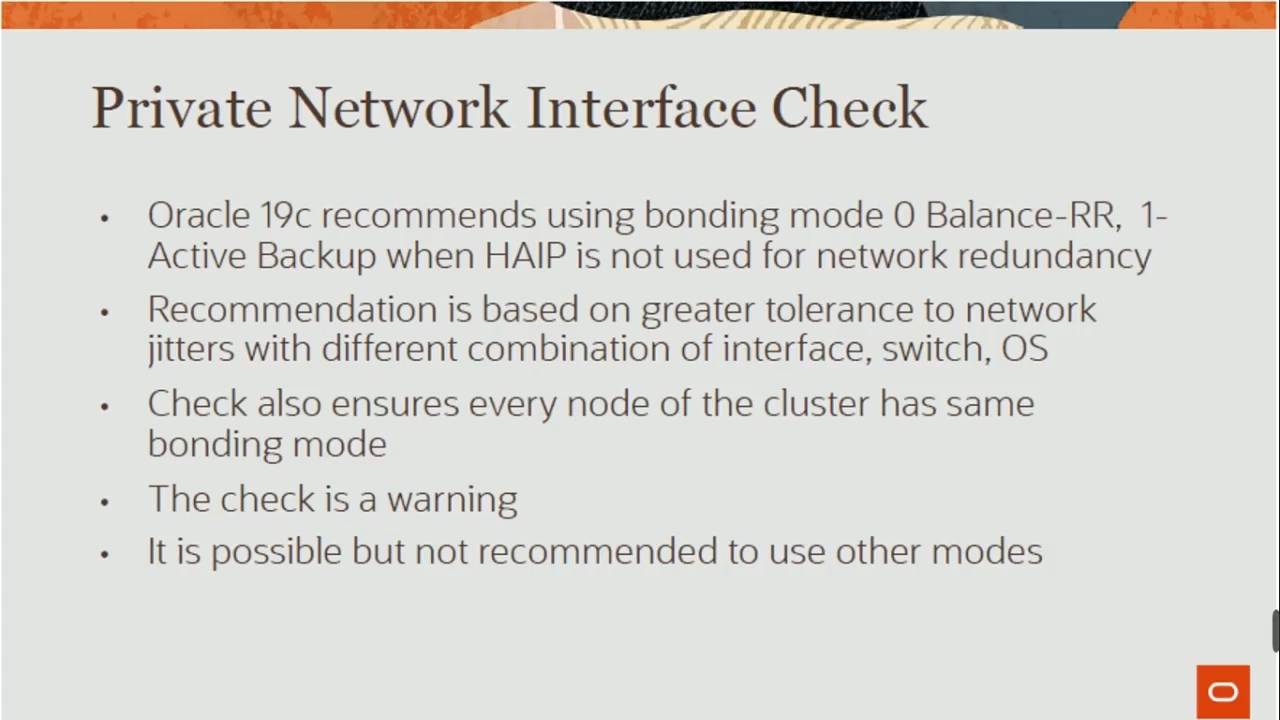 Private Network Interface Check
• Oracle 19c recommends using bonding mode 0 Balance-RR, 1-
Active Backup when HAIP is not used for network redundancy
• Recommendation is based on greater tolerance to network
jitters with different combination of interface, switch, OS
• Check also ensures every node of the cluster has same
bonding mode
• The check is a warning
• It is possible but not recommended to use other modes